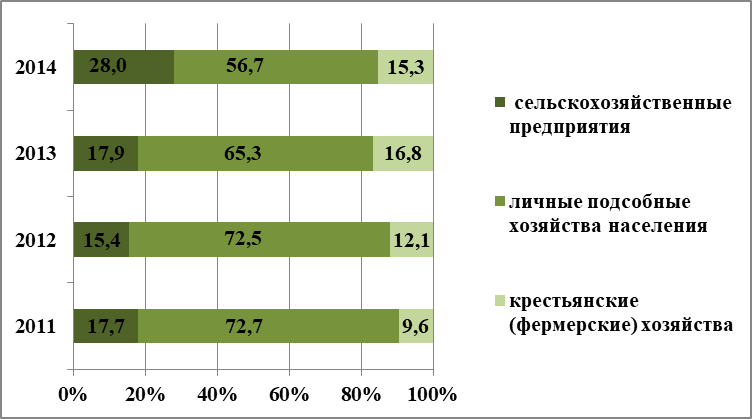 2014
28,0 56,7 15,3
2013
17,9 65,3 16,8
2012
15,4 72,5 12,1
2011
17,7 72,7 9,6
0% 20% 40% 60% 80% 100%
сельскохозяйственные
предприятия
личные подсобные
хозяйства населения
крестьянские
(фермерские) хозяйства